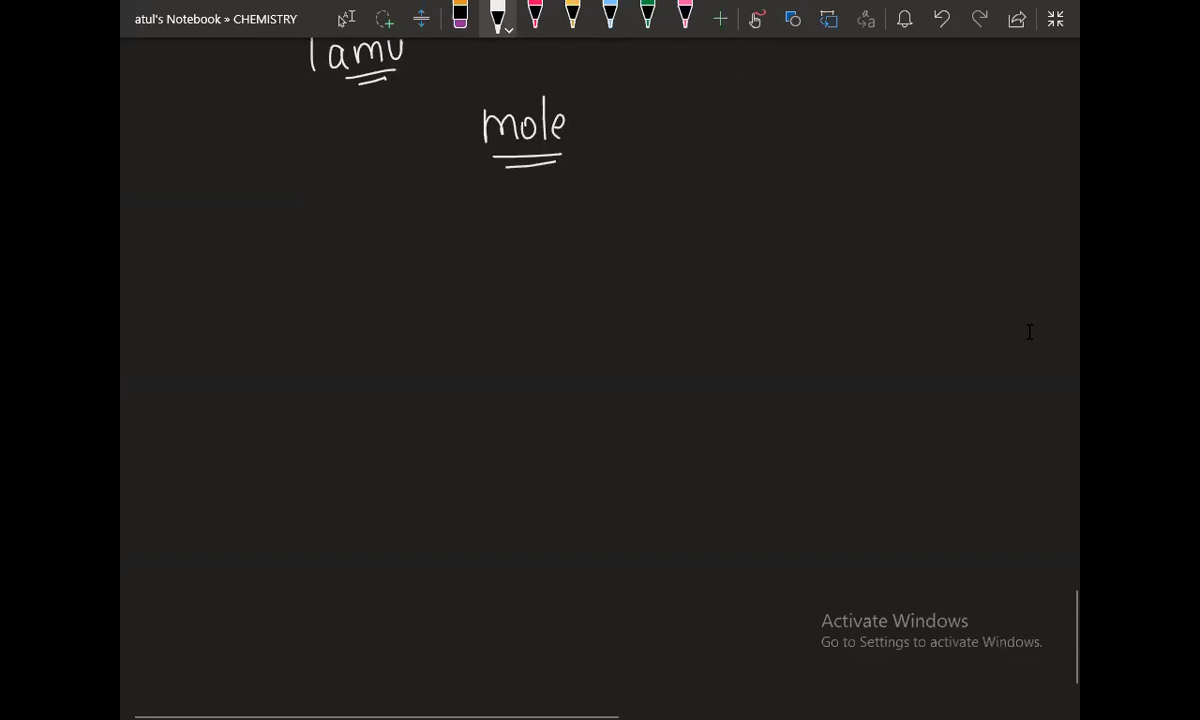 atul's Notebook » CHEMISTRY
1 amu
mole
Activate Windows
Go to Settings to activate Windows.